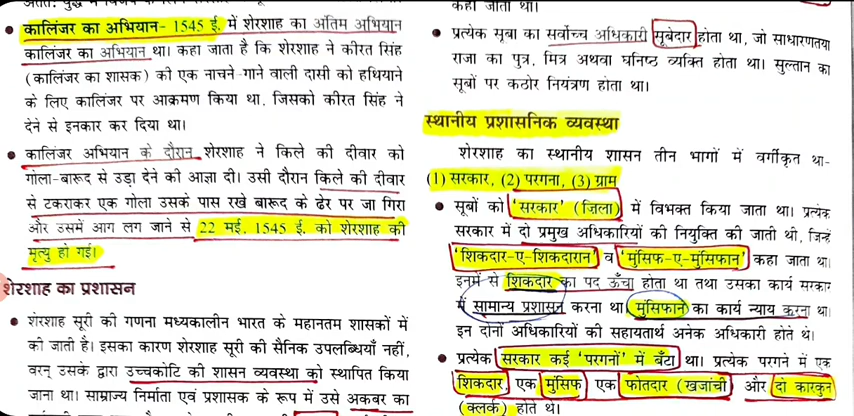 कालिंजर का अभियान- 1545 ई. में शेरशाह का अंतिम अभियान
कालिंजर का अभियान था। कहा जाता है कि शेरशाह ने कीरत सिंह
(कालिंजर का शासक) की एक नाचने-गाने वाली दासी को हथियाने
के लिए कालिंजर पर आक्रमण किया था, जिसको कीरत सिंह ने
देने से इनकार कर दिया था।
कालिंजर अभियान के दौरान शेरशाह ने किले की दीवार को
गोला-बारूद से उड़ा देने की आज्ञा दी। उसी दौरान किले की दीवार
से टकराकर एक गोला उसके पास रखे बारूद के ढेर पर जा गिरा
और उसमें आग लग जाने से 22 मई, 1545 ई. को शेरशाह की
मृत्यु हो गई।
शेरशाह का प्रशासन
शेरशाह सूरी की गणना मध्यकालीन भारत के महानतम शासकों में
की जाती है। इसका कारण शेरशाह सूरी की सैनिक उपलब्धियाँ नहीं,
वरन् उसके द्वारा उच्चकोटि की शासन व्यवस्था को स्थापित किया
जाना था। साम्राज्य निर्माता एवं प्रशासक के रूप में उसे अकबर का
कहा जाता था।
प्रत्येक सूबा का सर्वोच्च अधिकारी सूबेदार होता था, जो साधारणतया
राजा का पुत्र, मित्र अथवा घनिष्ठ व्यक्ति होता था। सुल्तान का
सूबों पर कठोर नियंत्रण होता था।
स्थानीय प्रशासनिक व्यवस्था
शेरशाह का स्थानीय शासन तीन भागों में वर्गीकृत था-
(1) सरकार, (2) परगना, (3) ग्राम
सूबों को 'सरकार' (जिला) में विभक्त किया जाता था। प्रत्येक
सरकार में दो प्रमुख अधिकारियों की नियुक्ति की जाती थी, जिन्हें
'शिकदार-ए-शिकदारान' व 'मुंसिफ-ए-मुंसिफान' कहा जाता था।
इनमें से शिकदार का पद ऊँचा होता था तथा उसका कार्य सरकार
में सामान्य प्रशासन करना था। मुंसिफान का कार्य न्याय करना था।
इन दोनों अधिकारियों की सहायतार्थ अनेक अधिकारी होते थे।
प्रत्येक सरकार कई 'परगनों' में बँटा था। प्रत्येक परगने में एक
शिकदार, एक मुंसिफ एक फोतदार (खजांची) और दो कारकुन
(क्लर्क) होते थे।